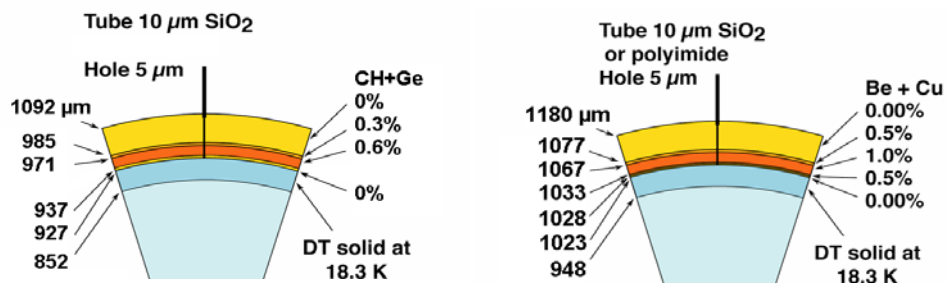 Tube 10 µm SiO2
Hole 5 µm
CH+Ge
0%
0.3%
0.6%
0%
1092 µm
985
971
937
927
852
DT solid at
18.3 K
Tube 10 µm SiO2
or polyimide
Hole 5 µm
Be + Cu
0.00%
0.5%
1.0%
0.5%
0.00%
1180 µm
1077
1067
1033
1028
1023
948
DT solid at
18.3 K